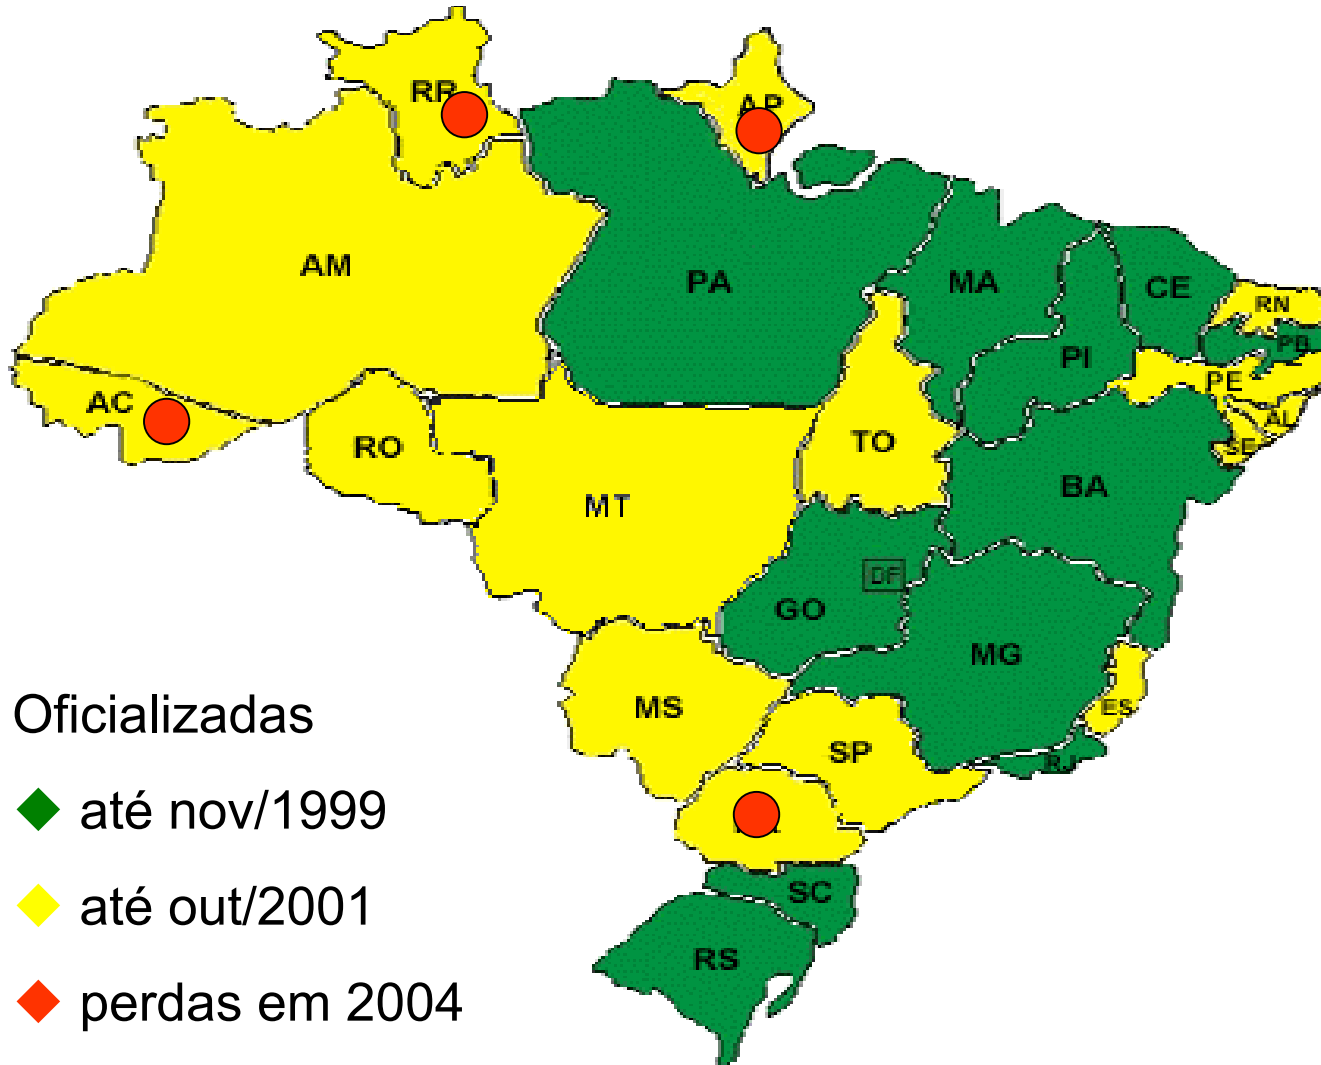 RR
AP
AM
PA
MA
CE
RN
PI
PB
PE
AC
AL
TO
RO
SE
BA
MT
DF
GO
MG
MS
ES
Oficializadas
SP
RJ
até nov/1999
SC
até out/2001
RS
perdas em 2004